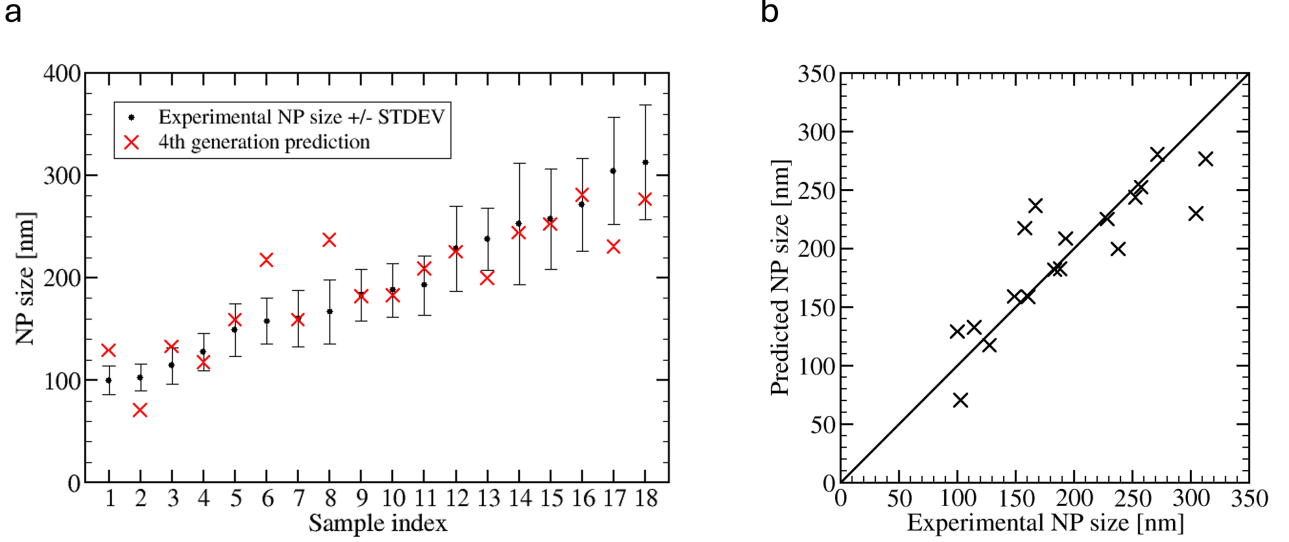 a
NP size [nm]
400
300
200
100
0
Experimental NP size +/- STDEV
4th generation prediction
1 2 3 4 5 6 7 8 9 10 11 12 13 14 15 16 17 18
Sample index
b
Predicted NP size [nm]
350
300
250
200
150
100
50
0
0 50 100 150 200 250 300 350
Experimental NP size [nm]